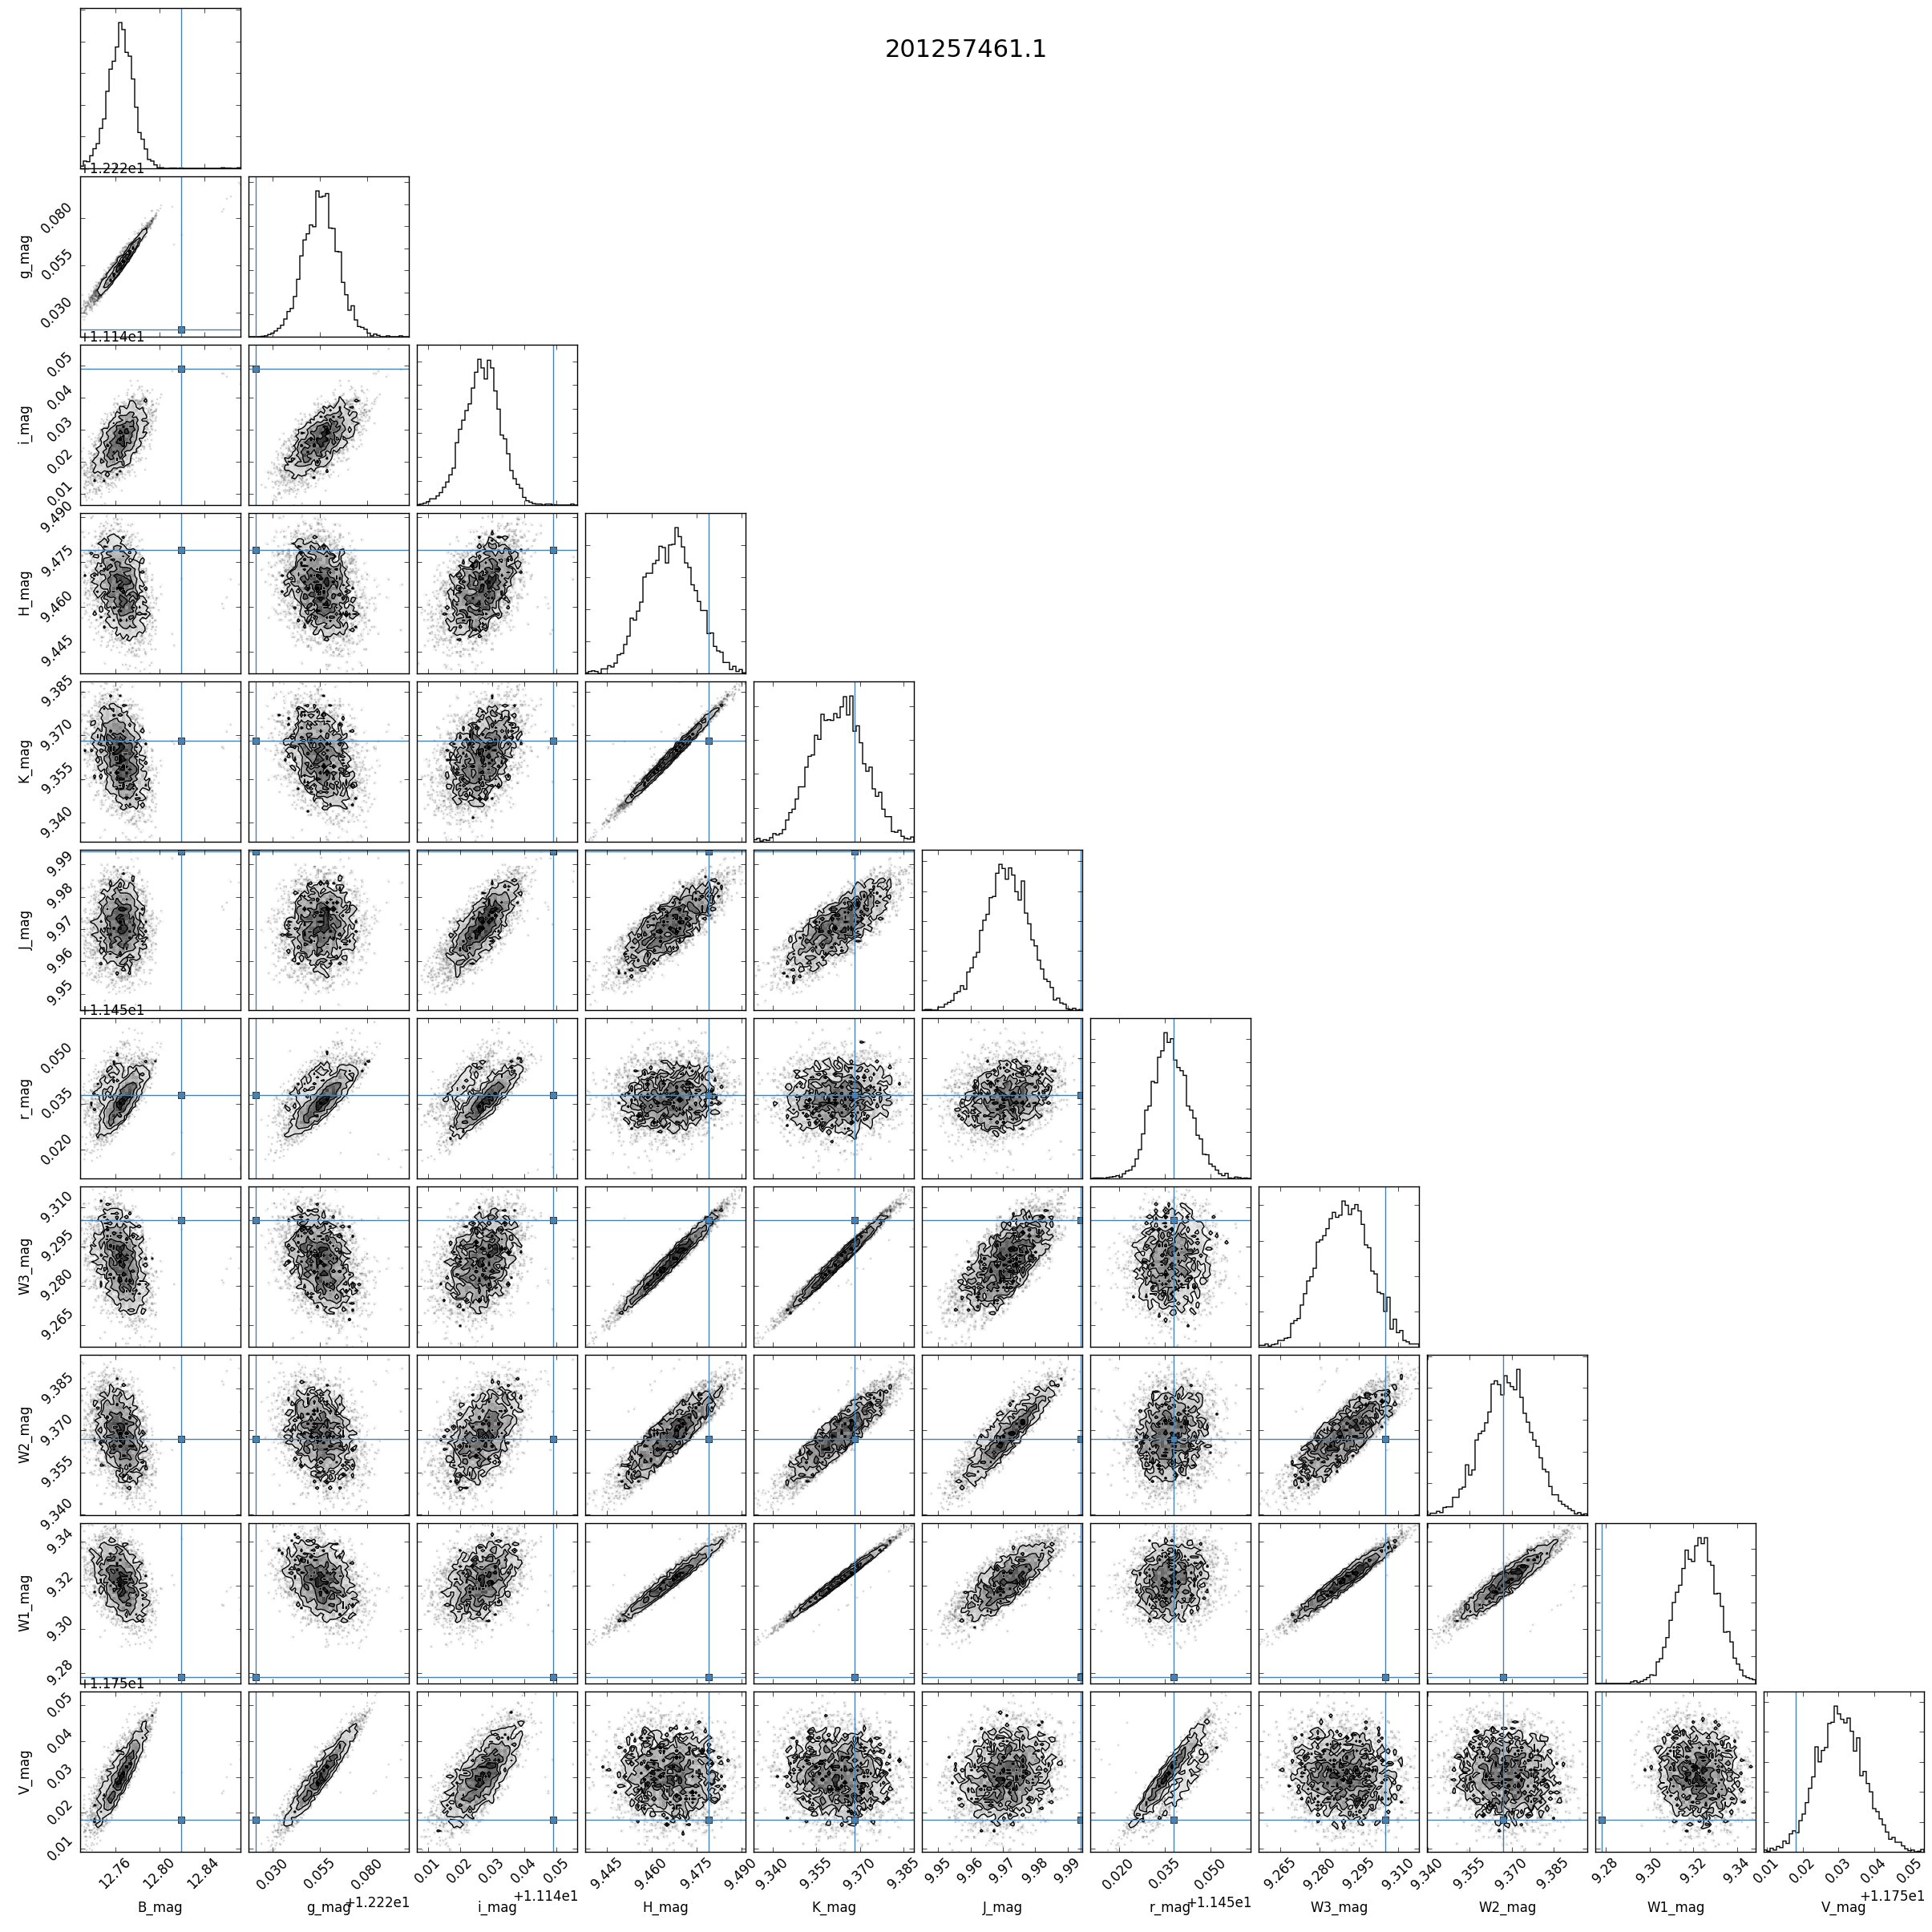 201257461.1
+1.222e1
g_mag
0.080
0.055
0.030
+1.114e1
i_mag
0.05
0.04
0.03
0.02
0.01
H_mag
9.490
9.475
9.460
9.445
K_mag
9.385
9.370
9.355
9.340
J_mag
9.99
9.98
9.97
9.96
9.95
+1.145e1
r_mag
0.050
0.035
0.020
W3_mag
9.310
9.295
9.280
9.265
W2_mag
9.385
9.370
9.355
9.340
W1_mag
9.34
9.32
9.30
9.28
+1.175e1
V_mag
0.05
0.04
0.03
0.02
0.01
12.76 12.80 12.84
0.030 0.055 0.080
0.01 0.02 0.03 0.04 0.05
9.445 9.460 9.475 9.490
9.340 9.355 9.370 9.385
9.95 9.96 9.97 9.98 9.99
0.020 0.035 0.050
9.265 9.280 9.295 9.310
9.340 9.355 9.370 9.385
9.28 9.30 9.32 9.34
0.01 0.02 0.03 0.04 0.05
+1.222e1 +1.114e1 +1.145e1 +1.175e1
B_mag g_mag i_mag H_mag K_mag J_mag r_mag W3_mag W2_mag W1_mag V_mag